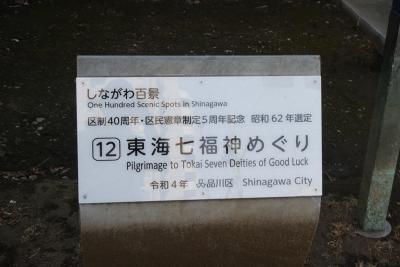 しながわ百景
One Hundred Scenic Spots in Shinagawa
区制40周年・区民憲章制定5周年記念 昭和62年選定
12 東海七福神めぐり
Pilgrimage to Tokai Seven Deities of Good Luck
令和4年 品川区 Shinagawa City